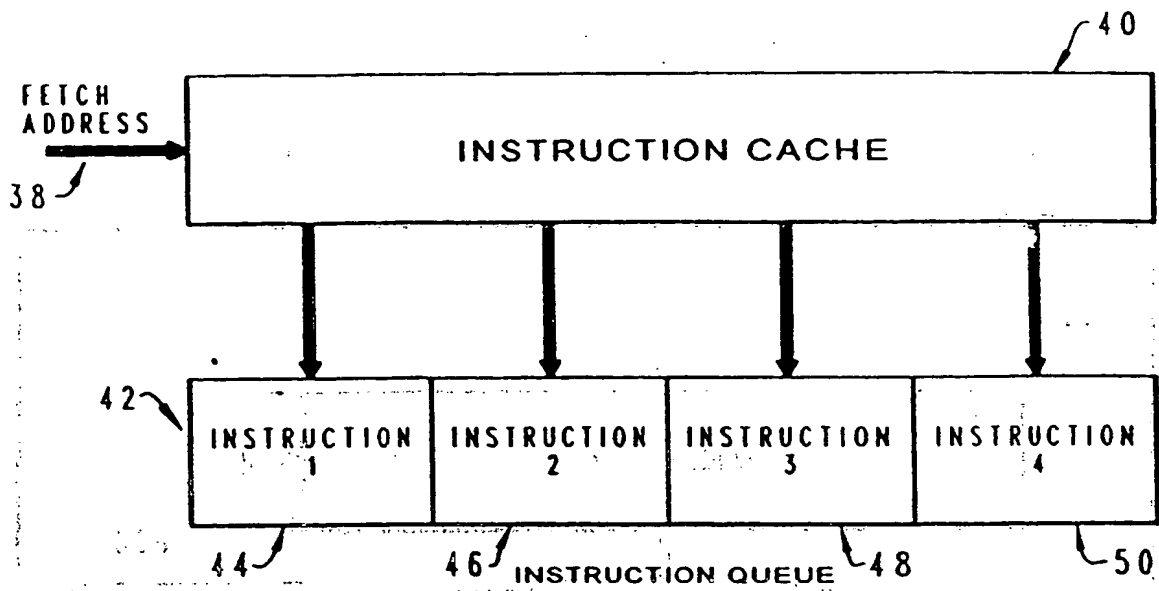 40
FETCH
ADDRESS
INSTRUCTION CACHE
38
42
INSTRUCTION
1
INSTRUCTION
2
INSTRUCTION
3
INSTRUCTION
4
44
46
48
50
INSTRUCTION QUEUE